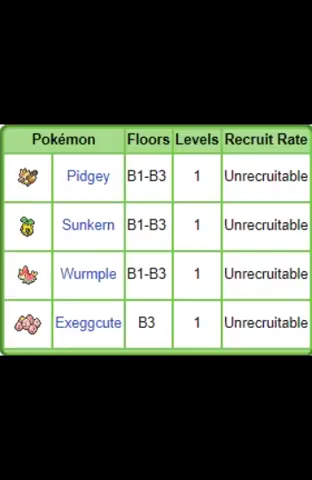 Pokémon Floors Levels Recruit Rate
Pidgey B1-B3 1 Unrecruitable
Sunkern B1-B3 1 Unrecruitable
Wurmple B1-B3 1 Unrecruitable
Exeggcute B3 1 Unrecruitable